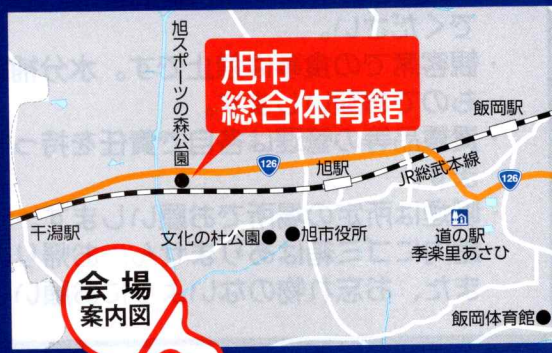 旭スポーツの森公園
旭市
総合体育館
飯岡駅
126
旭駅
JR総武本線
126
干潟駅
文化の杜公園
旭市役所
道の駅
季楽里あさひ
会場
案内図
飯岡体育館